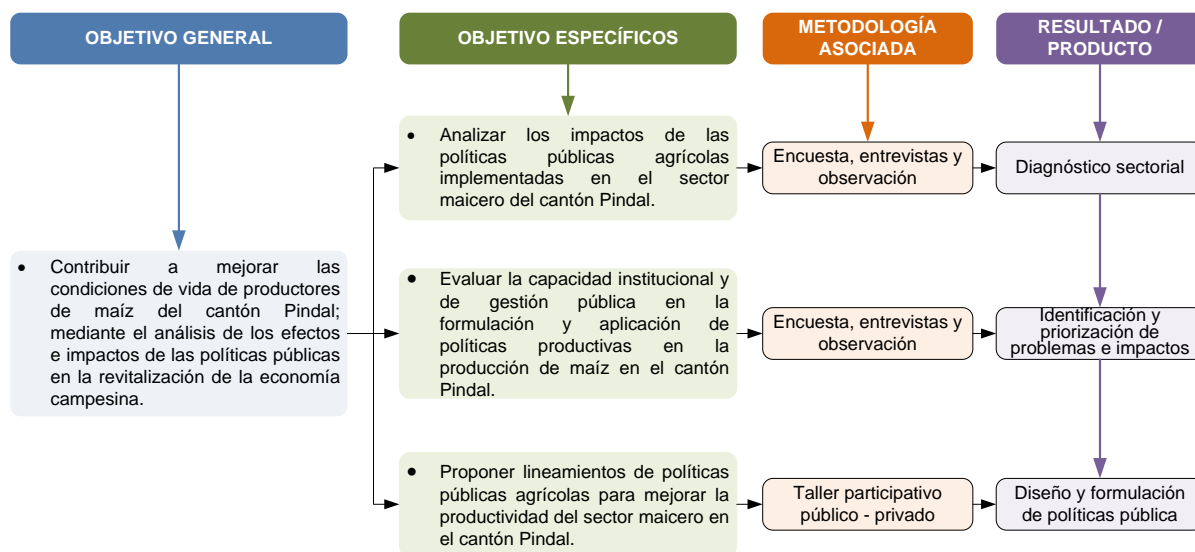 OBJETIVO GENERAL
OBJETIVO ESPECÍFICOS
METODOLOGÍA
ASOCIADA
RESULTADO /
PRODUCTO
• Contribuir a mejorar las
condiciones de vida de productores
de maíz del cantón Pindal;
mediante el análisis de los efectos
e impactos de las políticas públicas
en la revitalización de la economía
campesina.
• Analizar los impactos de las
políticas públicas agrícolas
implementadas en el sector
maicero del cantón Pindal.
Encuesta, entrevistas y
observación
Diagnóstico sectorial
• Evaluar la capacidad institucional y
de gestión pública en la
formulación y aplicación de
políticas productivas en la
producción de maíz en el cantón
Pindal.
Encuesta, entrevistas y
observación
Identificación y
priorización de
problemas e impactos
• Proponer lineamientos de políticas
públicas agrícolas para mejorar la
productividad del sector maicero en
el cantón Pindal.
Taller participativo
público - privado
Diseño y formulación
de políticas pública